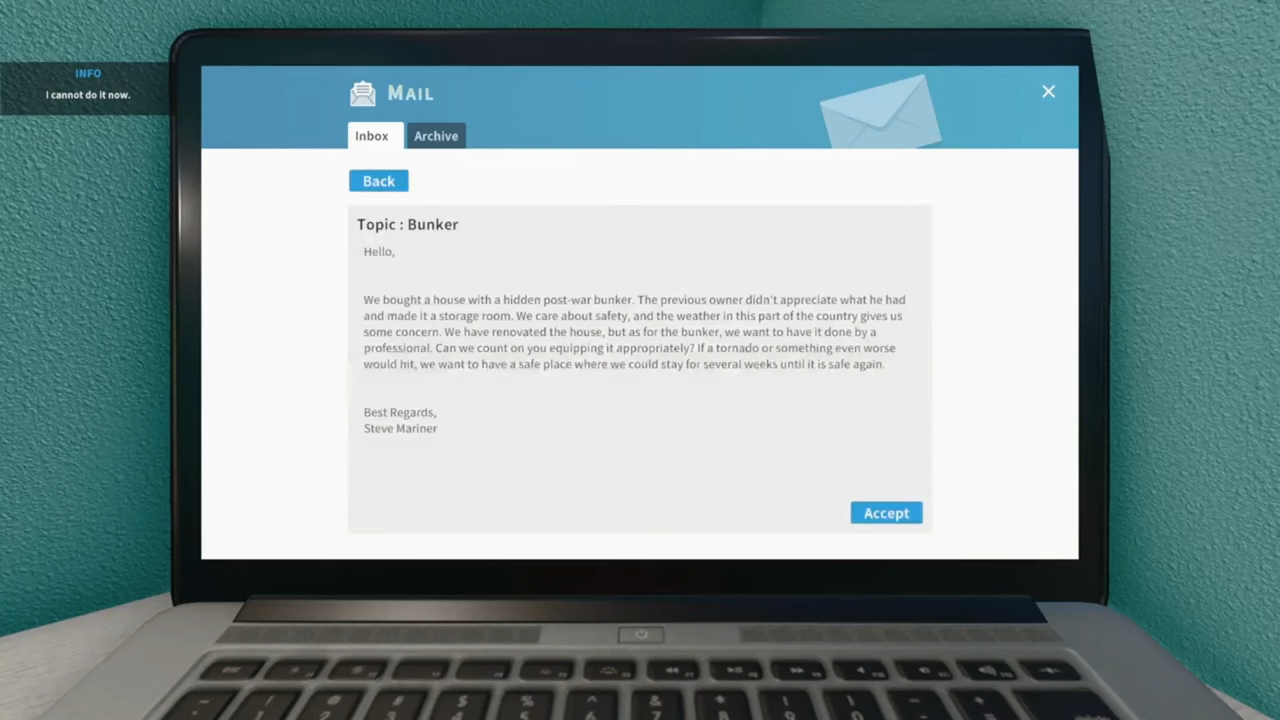 INFO
I cannot do it now.
MAIL
Inbox
Archive
Back
Topic : Bunker
Hello,
We bought a house with a hidden post-war bunker. The previous owner didn't appreciate what he had
and made it a storage room. We care about safety, and the weather in this part of the country gives us
some concern. We have renovated the house, but as for the bunker, we want to have it done by a
professional. Can we count on you equipping it appropriately? If a tornado or something even worse
would hit, we want to have a safe place where we could stay for several weeks until it is safe again.
Best Regards,
Steve Mariner
Accept